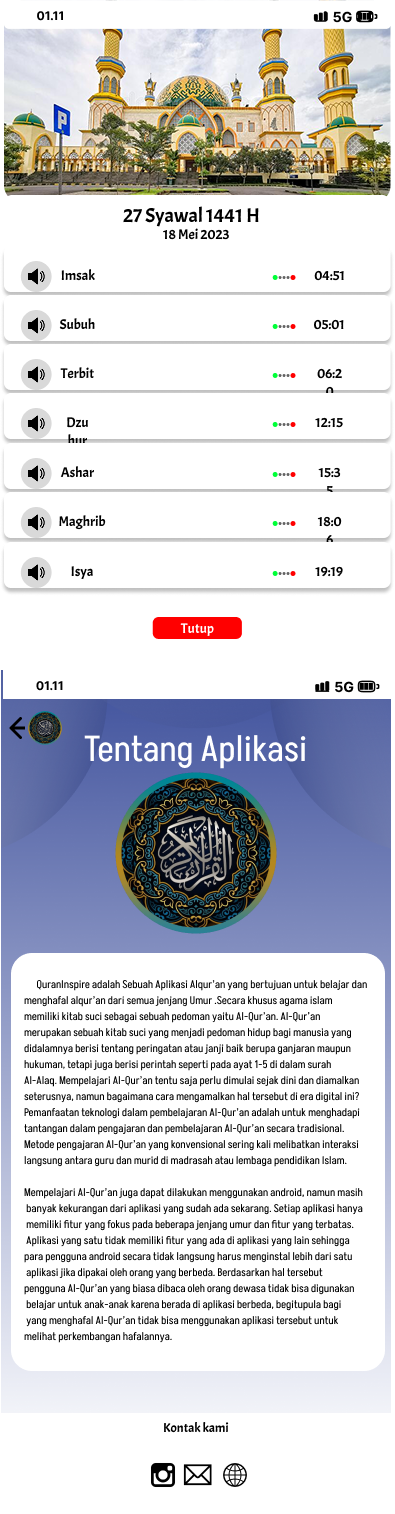 01.11 5G
P
27 Syawal 1441 H
18 Mei 2023
Imsak 04:51
Subuh 05:01
Terbit 06:2
0
Dzu 12:15
hur
Ashar 15:3
5
Maghrib 18:0
6
Isya 19:19
Tutup
01.11 5G
Tentang Aplikasi
القرآن الكريم
QuranInspire adalah Sebuah Aplikasi Alqur'an yang bertujuan untuk belajar dan
menghafal alqur'an dari semua jenjang Umur .Secara khusus agama islam
memiliki kitab suci sebagai sebuah pedoman yaitu Al-Qur'an. Al-Qur'an
merupakan sebuah kitab suci yang menjadi pedoman hidup bagi manusia yang
didalamnya berisi tentang peringatan atau janji baik berupa ganjaran maupun
hukuman, tetapi juga berisi perintah seperti pada ayat 1-5 di dalam surah
Al-Alaq. Mempelajari Al-Qur'an tentu saja perlu dimulai sejak dini dan diamalkan
seterusnya, namun bagaimana cara mengamalkan hal tersebut di era digital ini?
Pemanfaatan teknologi dalam pembelajaran Al-Qur'an adalah untuk menghadapi
tantangan dalam pengajaran dan pembelajaran Al-Qur'an secara tradisional.
Metode pengajaran Al-Qur'an yang konvensional sering kali melibatkan interaksi
langsung antara guru dan murid di madrasah atau lembaga pendidikan Islam.
Mempelajari Al-Qur'an juga dapat dilakukan menggunakan android, namun masih
banyak kekurangan dari aplikasi yang sudah ada sekarang. Setiap aplikasi hanya
memiliki fitur yang fokus pada beberapa jenjang umur dan fitur yang terbatas.
Aplikasi yang satu tidak memiliki fitur yang ada di aplikasi yang lain sehingga
para pengguna android secara tidak langsung harus menginstal lebih dari satu
aplikasi jika dipakai oleh orang yang berbeda. Berdasarkan hal tersebut
pengguna Al-Qur'an yang biasa dibaca oleh orang dewasa tidak bisa digunakan
belajar untuk anak-anak karena berada di aplikasi berbeda, begitupula bagi
yang menghafal Al-Qur'an tidak bisa menggunakan aplikasi tersebut untuk
melihat perkembangan hafalannya.
Kontak kami